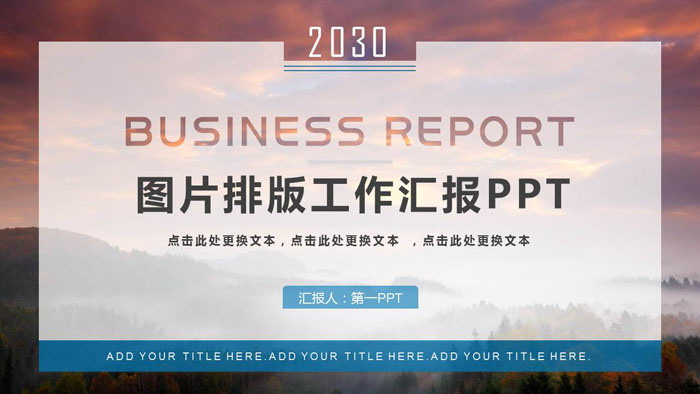 2030
BUSINESS REPORT
图片排版工作汇报PPT
点击此处更换文本，点击此处更换文本 ，点击此处更换文本
汇报人：第一PPT
ADD YOUR TITLE HERE.ADD YOUR TITLE HERE.ADD YOUR TITLE HERE.